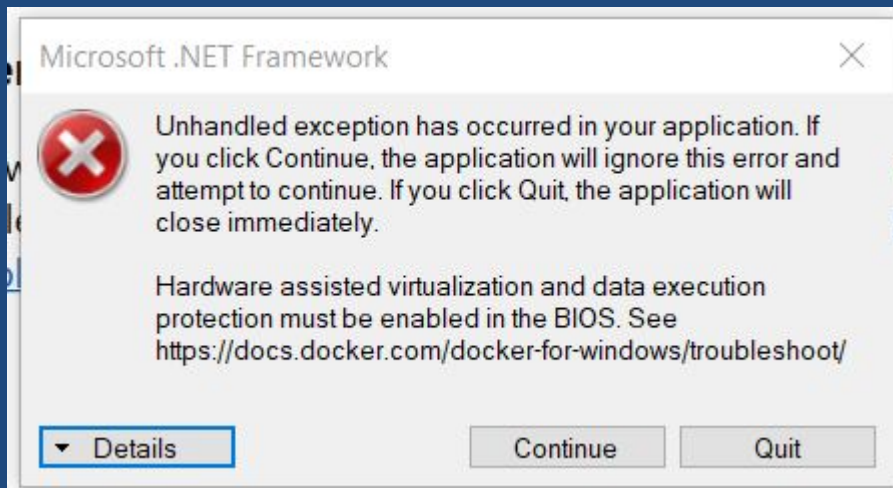 Microsoft .NET Framework
Unhandled exception has occurred in your application. If
you click Continue, the application will ignore this error and
attempt to continue. If you click Quit, the application will
close immediately.
Hardware assisted virtualization and data execution
protection must be enabled in the BIOS. See
https://docs.docker.com/docker-for-windows/troubleshoot/
Details Continue Quit